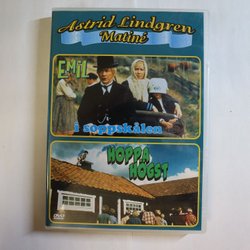 Astrid Lindgren
Matiné
EMIL
i soppskålen
HOPPA
HÖGST
DVD